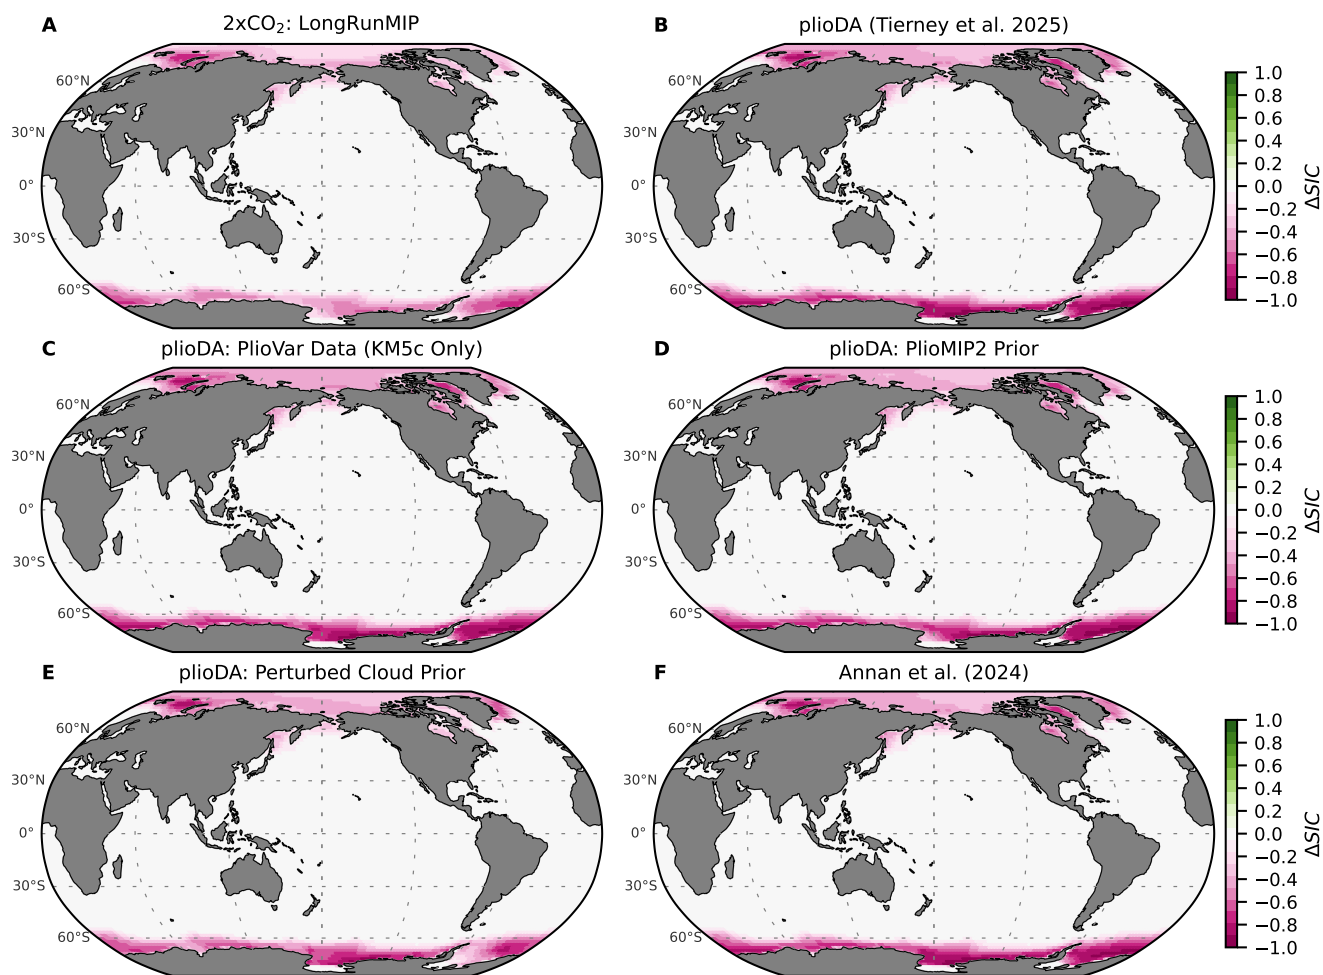 A
2xCO₂: LongRunMIP
60°N
30°N
0°
30°S
60°S
B
plioDA (Tierney et al. 2025)
60°N
30°N
0°
30°S
60°S
1.0
0.8
0.6
0.4
0.2
0.0
−0.2
−0.4
−0.6
−0.8
−1.0
ΔSIC
C
plioDA: PlioVar Data (KM5c Only)
60°N
30°N
0°
30°S
60°S
D
plioDA: PlioMIP2 Prior
60°N
30°N
0°
30°S
60°S
1.0
0.8
0.6
0.4
0.2
0.0
−0.2
−0.4
−0.6
−0.8
−1.0
ΔSIC
E
plioDA: Perturbed Cloud Prior
60°N
30°N
0°
30°S
60°S
F
Annan et al. (2024)
60°N
30°N
0°
30°S
60°S
1.0
0.8
0.6
0.4
0.2
0.0
−0.2
−0.4
−0.6
−0.8
−1.0
ΔSIC